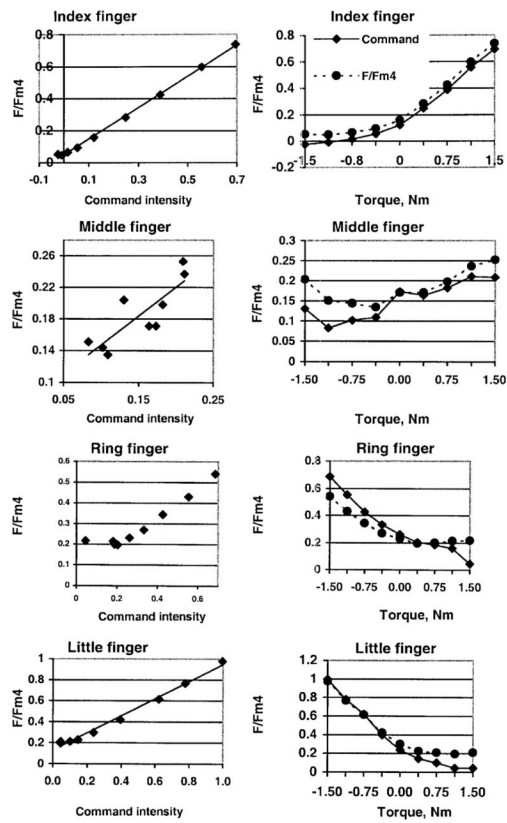 Index finger
F/Fm4
0.8
0.6
0.4
0.2
0
-0.1 0.1 0.3 0.5 0.7
Command intensity
Index finger
Command
F/Fm4
F/Fm4
0.8
0.6
0.4
0.2
0
-0.2
-1.5 -0.8 0 0.8 1.5
Torque, Nm
Middle finger
F/Fm4
0.26
0.22
0.18
0.14
0.1
0.05 0.15 0.25
Command intensity
Middle finger
F/Fm4
0.3
0.25
0.2
0.15
0.1
0.05
0
-1.50 -0.75 0.00 0.75 1.50
Torque, Nm
Ring finger
F/Fm4
0.6
0.5
0.4
0.3
0.2
0.1
0
0 0.2 0.4 0.6
Command intensity
Ring finger
F/Fm4
0.8
0.6
0.4
0.2
0
-1.50 -0.75 0.00 0.75 1.50
Torque, Nm
Little finger
F/Fm4
1
0.8
0.6
0.4
0.2
0
0.0 0.2 0.4 0.6 0.8 1.0
Command intensity
Little finger
F/Fm4
1.2
1
0.8
0.6
0.4
0.2
0
-1.50 -0.75 0.00 0.75 1.50
Torque, Nm